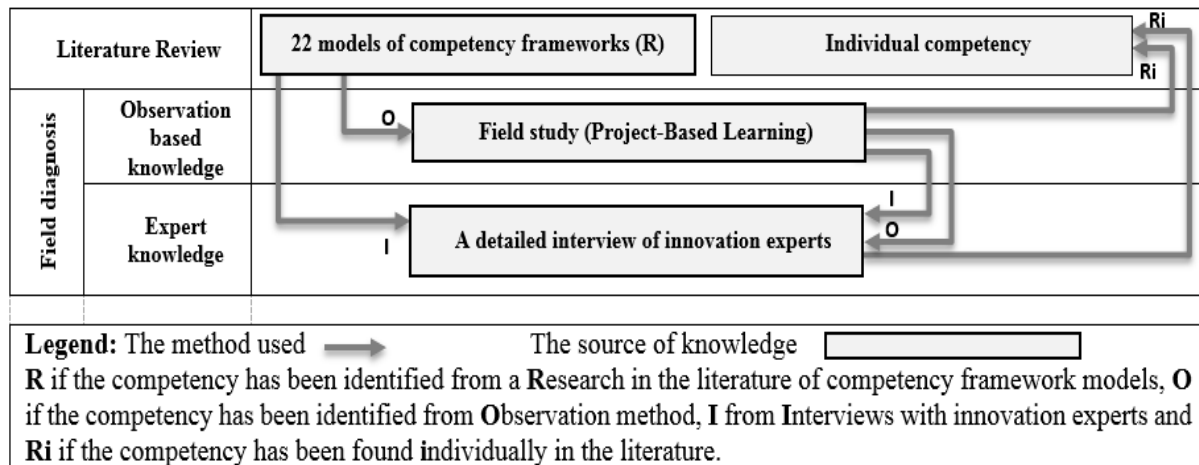 Literature Review
22 models of competency frameworks (R)
Individual competency
Ri
Ri
Field diagnosis
Observation
based
knowledge
O
Field study (Project-Based Learning)
Expert
knowledge
I
A detailed interview of innovation experts
I
O
Legend: The method used
The source of knowledge
R if the competency has been identified from a Research in the literature of competency framework models, O
if the competency has been identified from Observation method, I from Interviews with innovation experts and
Ri if the competency has been found individually in the literature.